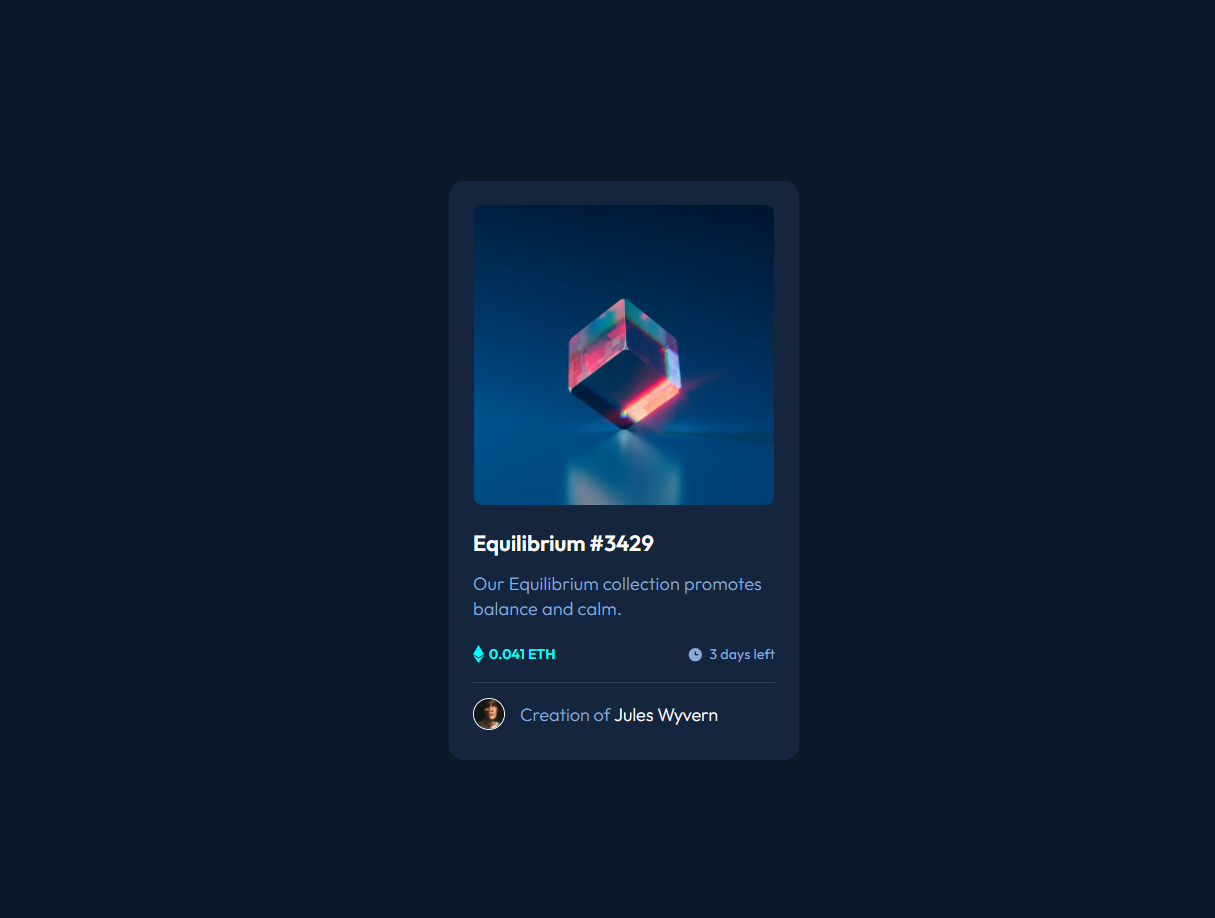 Equilibrium #3429
Our Equilibrium collection promotes
balance and calm.
0.041 ETH
3 days left
Creation of Jules Wyvern